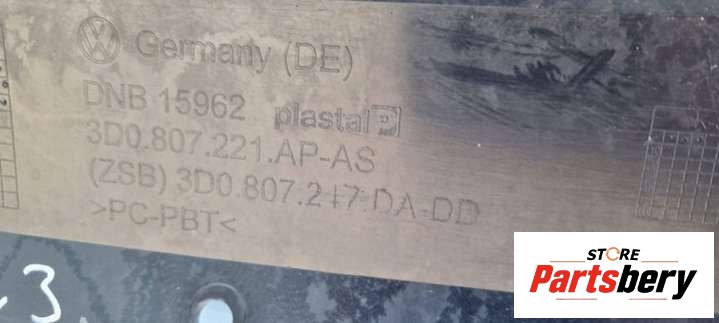 Germany (DE)
DNB 15962 plastal
3D0.807.221.AP-AS
(ZSB) 3D0.807.217-DA-DD
>PC-PBT<
3
STORE
Partsbery